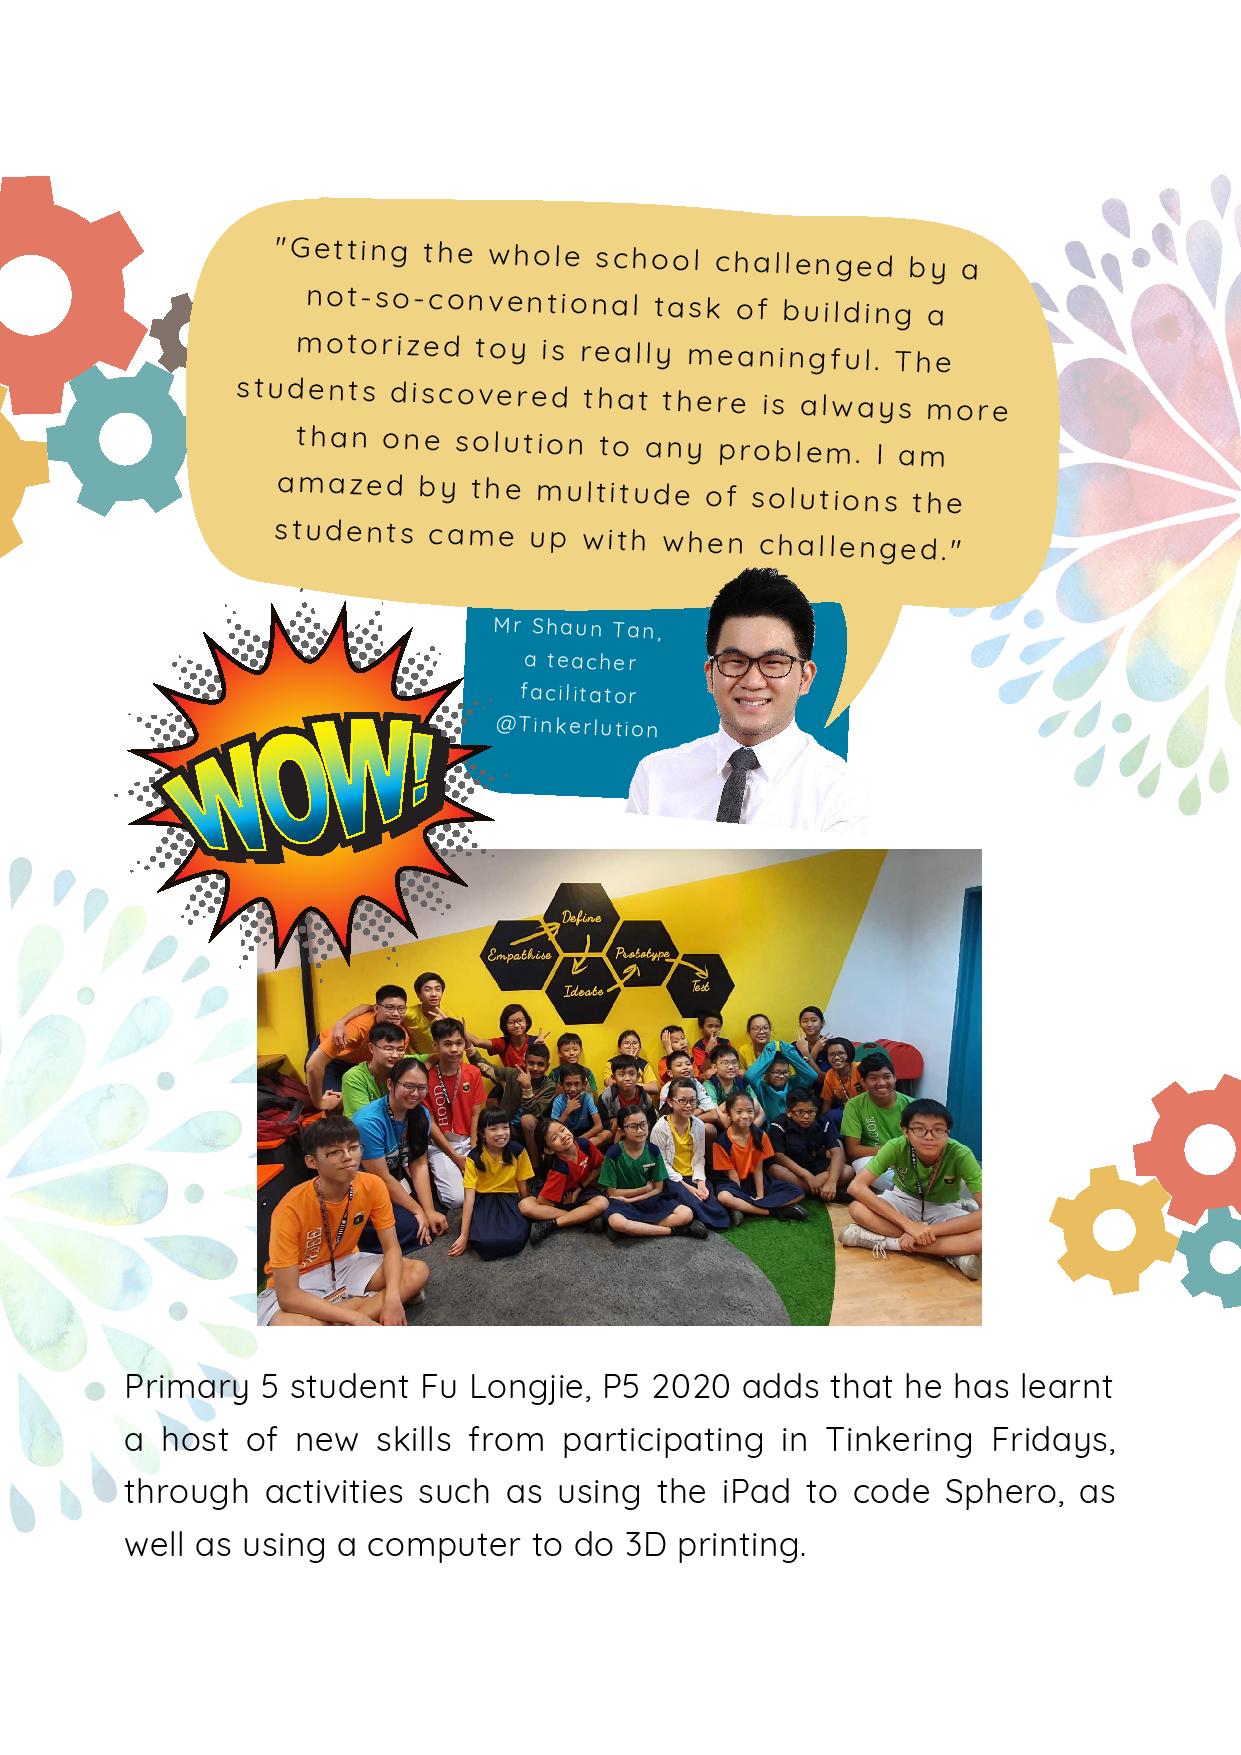 "Getting the whole school challenged by a
not-so-conventional task of building a
motorized toy is really meaningful. The
students discovered that there is always more
than one solution to any problem. I am
amazed by the multitude of solutions the
students came up with when challenged."
Mr Shaun Tan,
a teacher
facilitator
@Tinkerlution
WOW!
Define
Empathise
Prototype
Ideate
Test
HOOD
Primary 5 student Fu Longjie, P5 2020 adds that he has learnt
a host of new skills from participating in Tinkering Fridays,
through activities such as using the iPad to code Sphero, as
well as using a computer to do 3D printing.